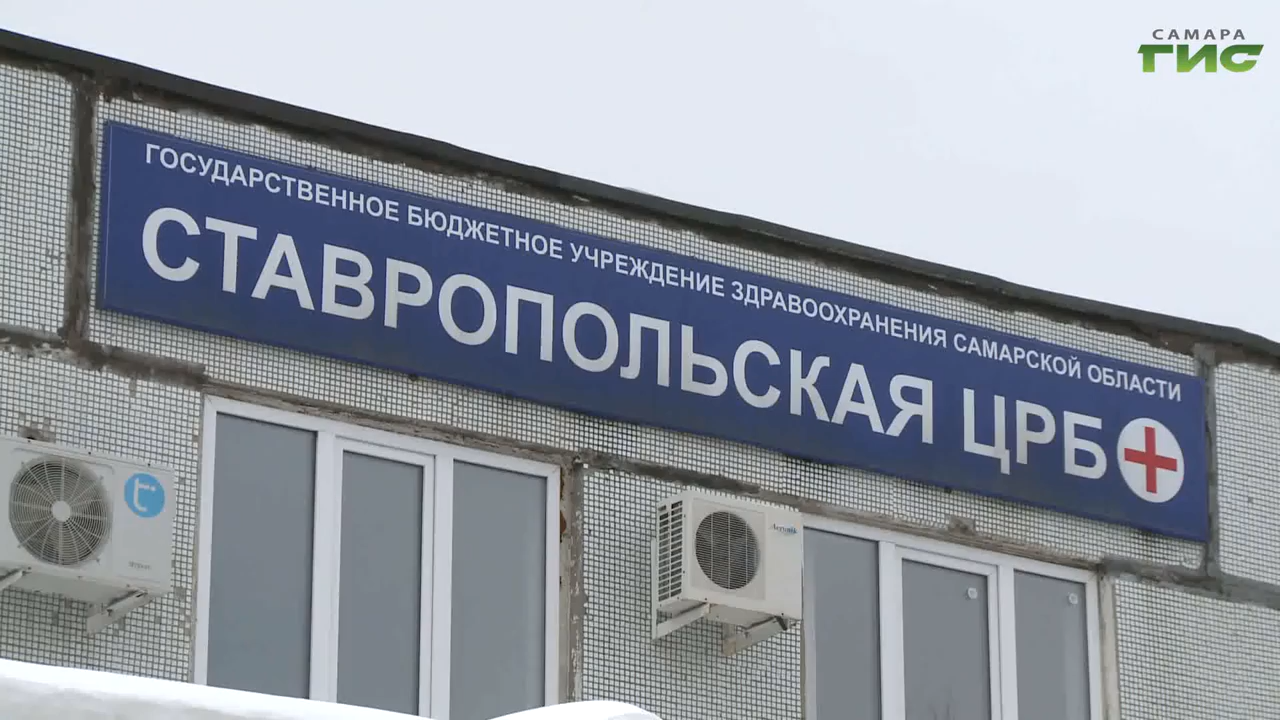 САМАРА
ГИС
ГОСУДАРСТВЕННОЕ БЮДЖЕТНОЕ УЧРЕЖДЕНИЕ ЗДРАВООХРАНЕНИЯ САМАРСКОЙ ОБЛАСТИ
СТАВРОПОЛЬСКАЯ ЦРБ
t